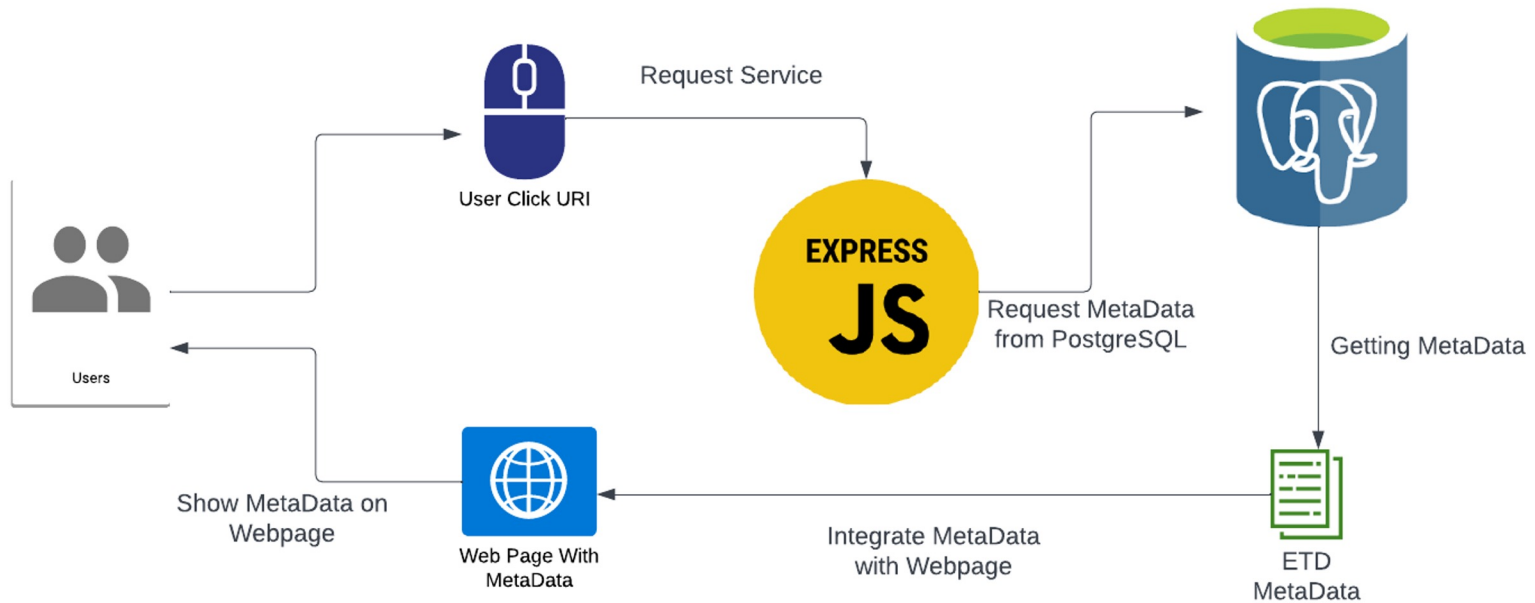 Request Service
User Click URI
EXPRESS
JS
Request MetaData
from PostgreSQL
Getting MetaData
Users
Show MetaData on
Webpage
Web Page With
MetaData
Integrate MetaData
with Webpage
ETD
MetaData